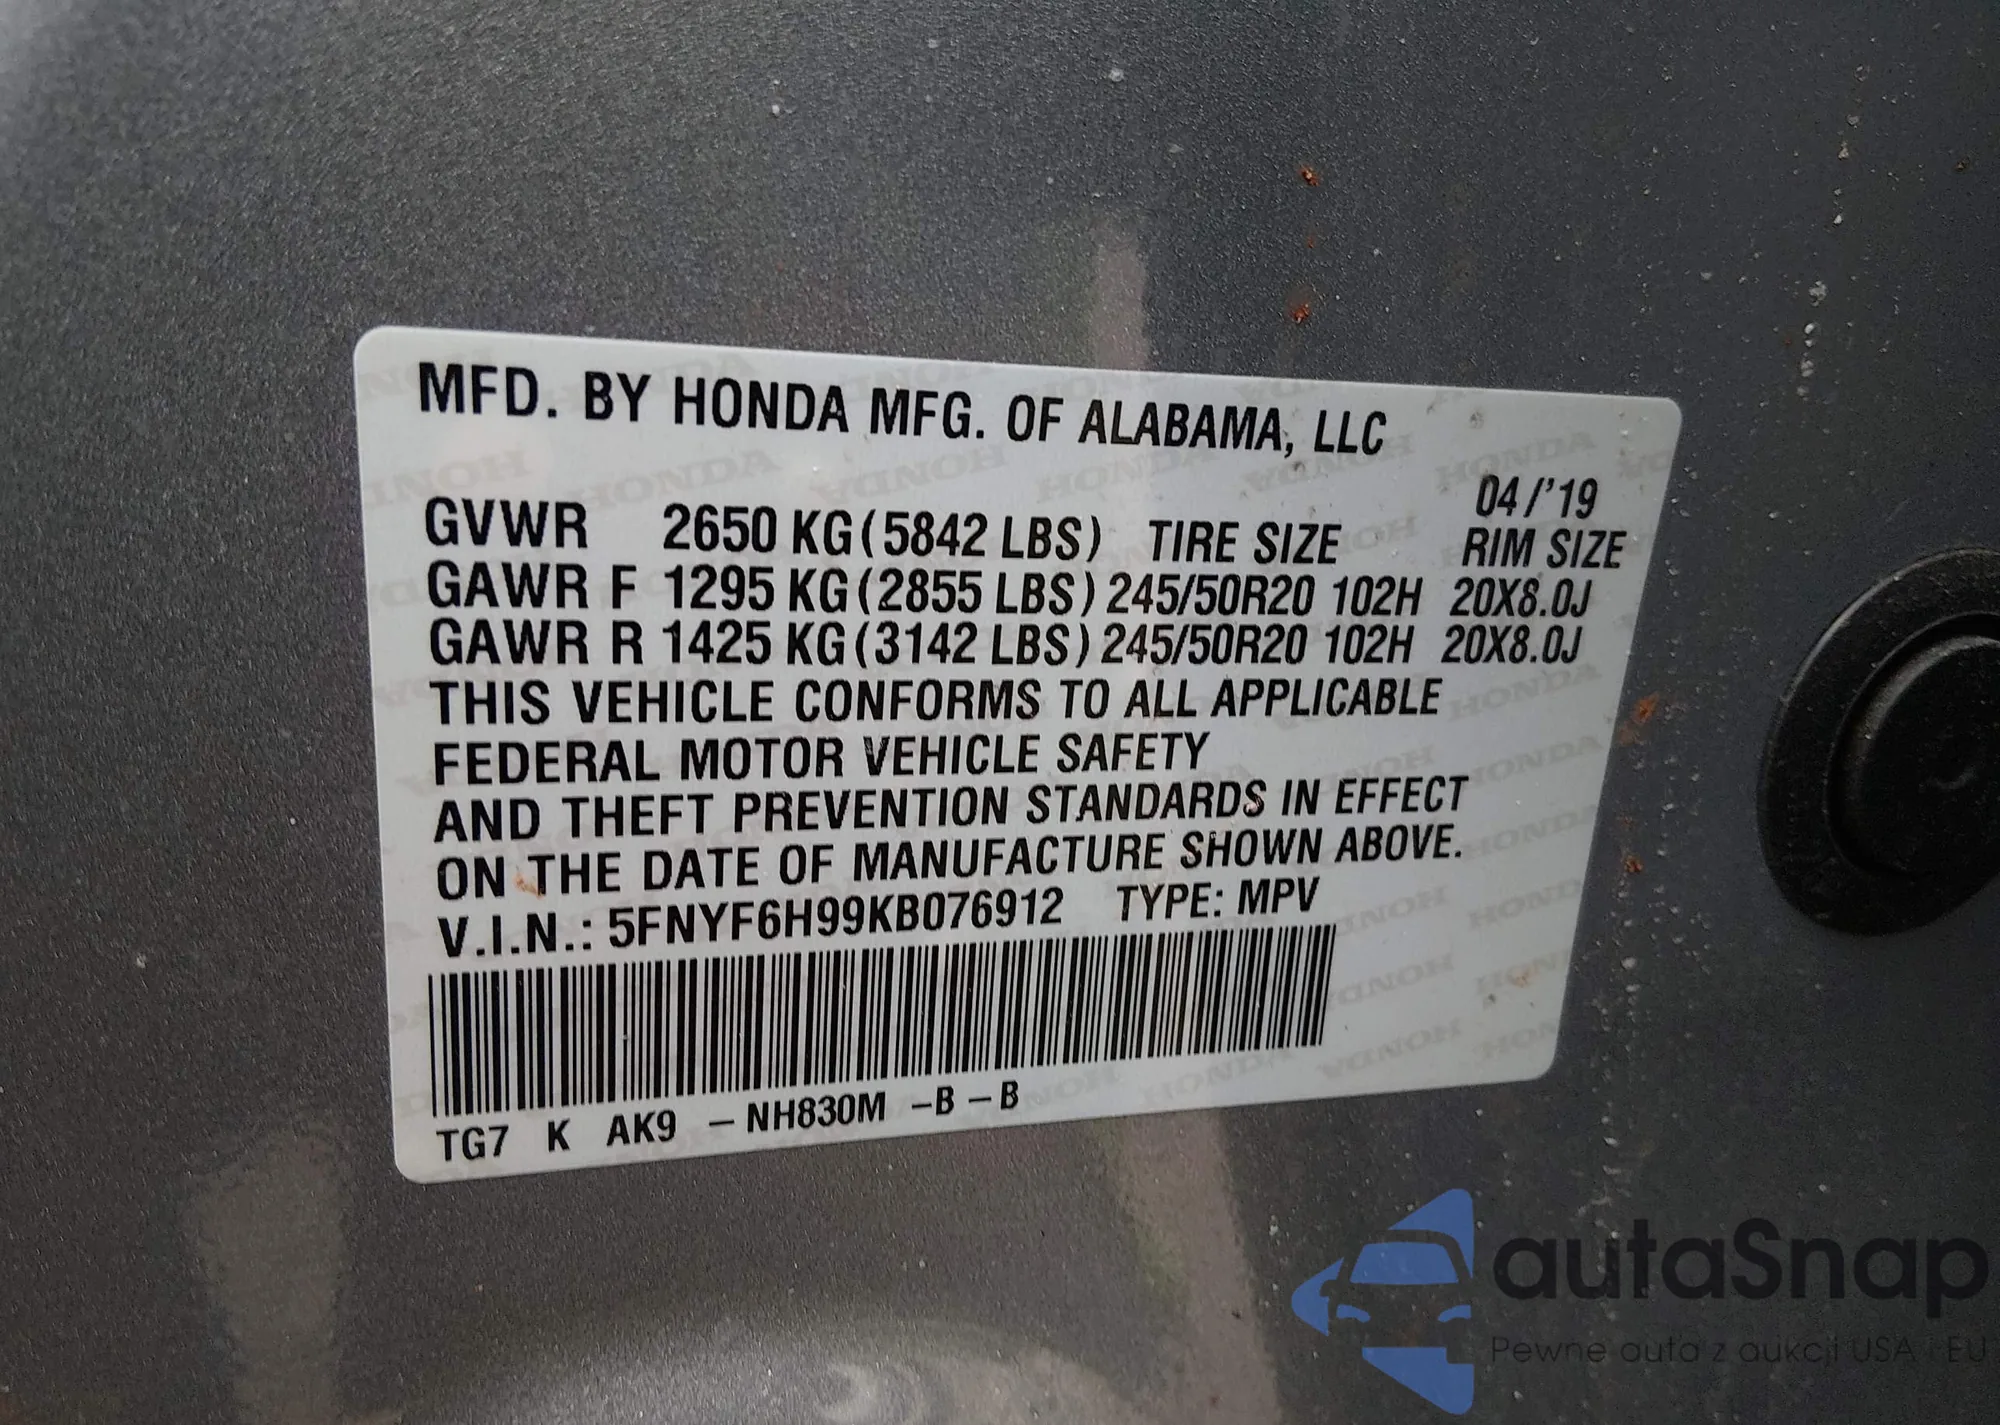 MFD. BY HONDA MFG. OF ALABAMA, LLC
04/'19
GVWR 2650 KG (5842 LBS) TIRE SIZE RIM SIZE
GAWR F 1295 KG (2855 LBS) 245/50R20 102H 20X8.0J
GAWR R 1425 KG (3142 LBS) 245/50R20 102H 20X8.0J
THIS VEHICLE CONFORMS TO ALL APPLICABLE
FEDERAL MOTOR VEHICLE SAFETY
AND THEFT PREVENTION STANDARDS IN EFFECT
ON THE DATE OF MANUFACTURE SHOWN ABOVE.
V.I.N.: 5FNYF6H99KB076912 TYPE: MPV
TG7 K AK9 – NH830M –B – B
autaSnap
Pewne auta z aukcji USA i EU